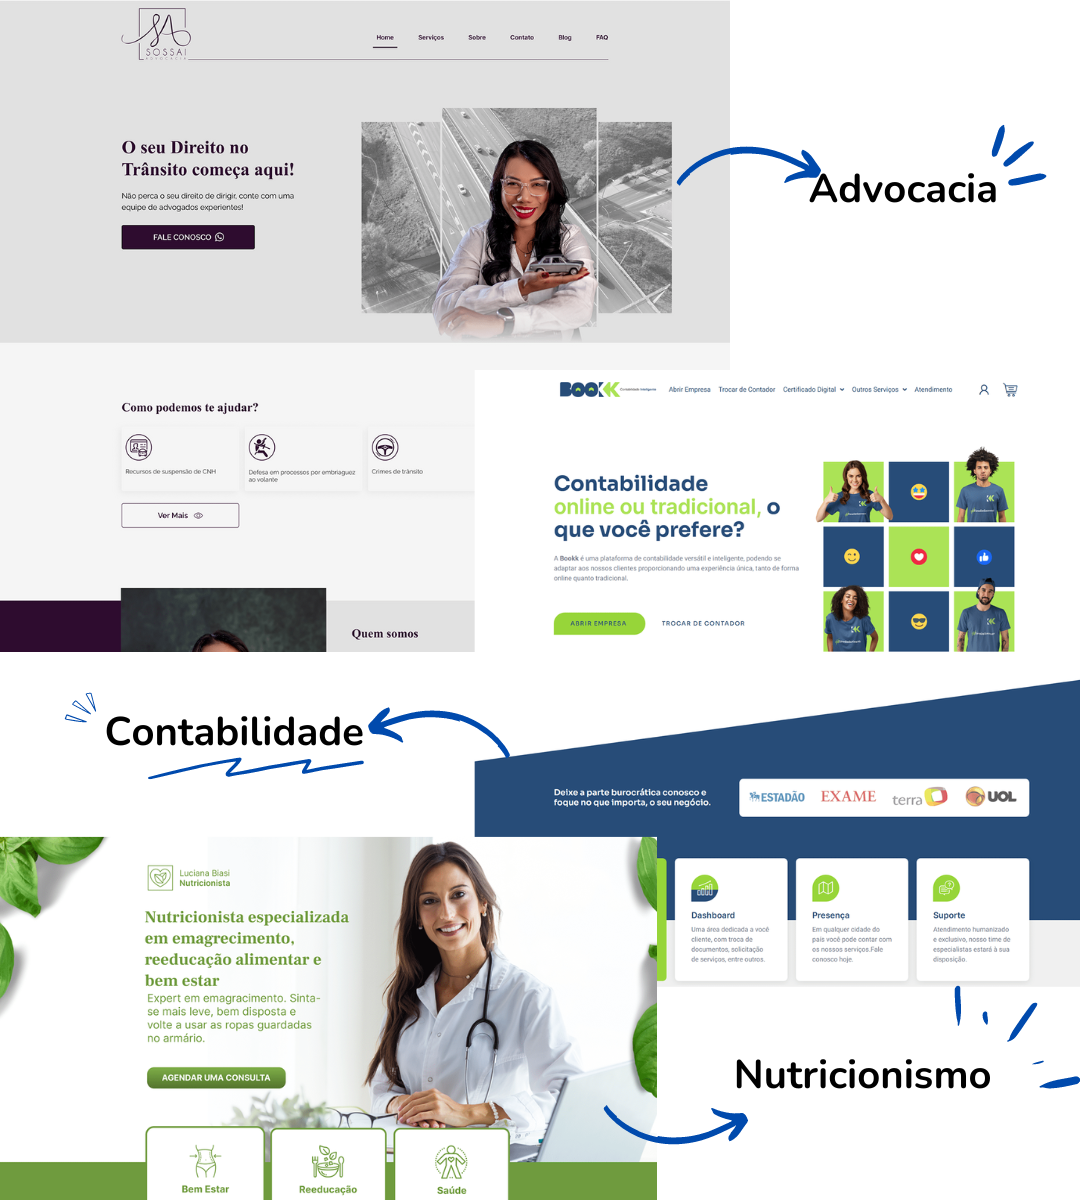 SA
SOSSAI
ADVOCACIA
Home Serviços Sobre Contato Blog FAQ
O seu Direito no
Trânsito começa aqui!
Não perca o seu direito de dirigir, conte com uma
equipe de advogados experientes!
FALE CONOSCO
Advocacia
Como podemos te ajudar?
Recursos de suspensão de CNH
Defesa em processos por embriaguez
ao volante
Crimes de trânsito
Ver Mais
Quem somos
BOOKK Contabilidade Inteligente
Abrir Empresa Trocar de Contador Certificado Digital Outros Serviços Atendimento
Contabilidade
online ou tradicional, o
que você prefere?
A Bookk é uma plataforma de contabilidade versátil e inteligente, podendo se
adaptar aos nossos clientes proporcionando uma experiência única, tanto de forma
online quanto tradicional.
ABRIR EMPRESA TROCAR DE CONTADOR
Contabilidade
Deixe a parte burocrática conosco e
foque no que importa, o seu negócio.
ESTADÃO EXAME terra UOL
Dashboard
Uma área dedicada a você
cliente, com troca de
documentos, solicitação
de serviços, entre outros.
Presença
Em qualquer cidade do
país você pode contar com
os nossos serviços.Fale
conosco hoje.
Suporte
Atendimento humanizado
e exclusivo, nosso time de
especialistas estará à sua
disposição.
Luciana Biasi
Nutricionista
Nutricionista especializada
em emagrecimento,
reeducação alimentar e
bem estar
Expert em emagracimento. Sinta-
se mais leve, bem disposta e
volte a usar as ropas guardadas
no armário.
AGENDAR UMA CONSULTA
Nutricionismo
Bem Estar
Reeducação
Saúde